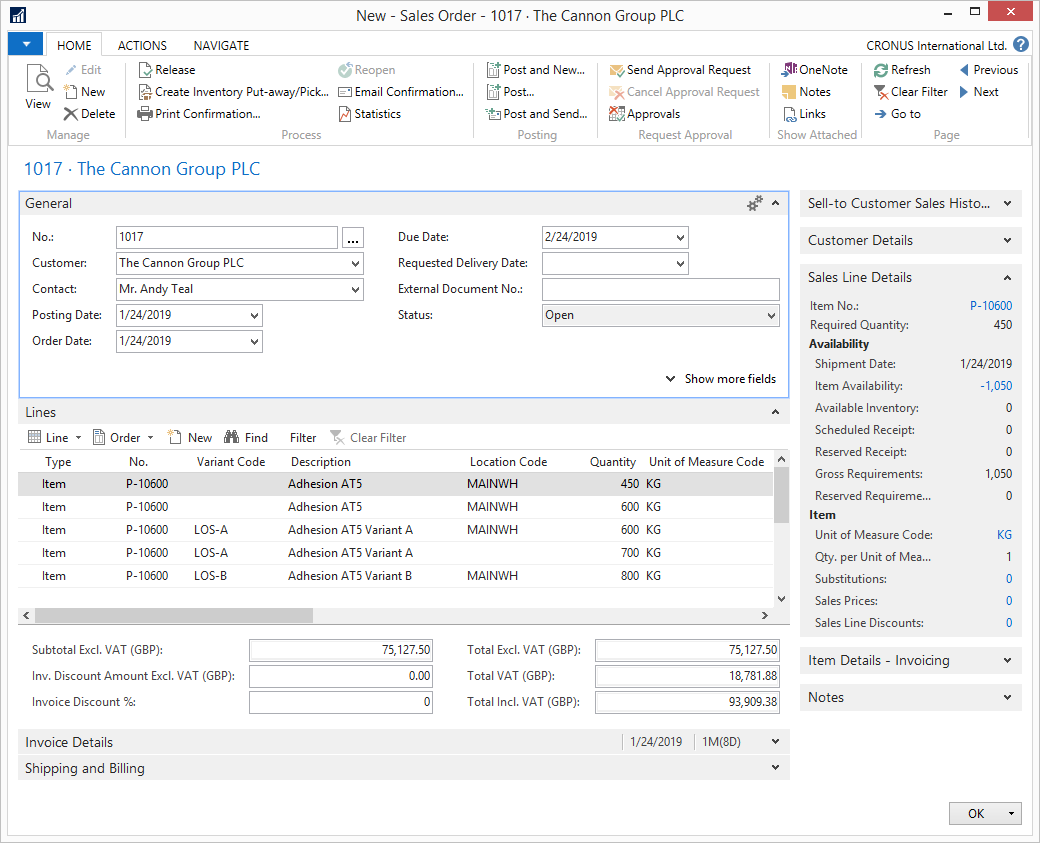 New - Sales Order - 1017 · The Cannon Group PLC
HOME ACTIONS NAVIGATE CRONUS International Ltd. ?
View
Edit
New
Delete
Manage
Release
Create Inventory Put-away/Pick...
Print Confirmation...
Reopen
Email Confirmation...
Statistics
Process
Post and New...
Post...
Post and Send...
Posting
Send Approval Request
Cancel Approval Request
Approvals
Request Approval
OneNote
Notes
Links
Show Attached
Refresh
Clear Filter
Go to
Previous
Next
Page
1017 · The Cannon Group PLC
General
No.: 1017 ...
Customer: The Cannon Group PLC
Contact: Mr. Andy Teal
Posting Date: 1/24/2019
Order Date: 1/24/2019
Due Date: 2/24/2019
Requested Delivery Date:
External Document No.:
Status: Open
Show more fields
Lines
Line Order New Find Filter Clear Filter
Type No. Variant Code Description Location Code Quantity Unit of Measure Code
Item P-10600 Adhesion AT5 MAINWH 450 KG
Item P-10600 Adhesion AT5 MAINWH 600 KG
Item P-10600 LOS-A Adhesion AT5 Variant A MAINWH 600 KG
Item P-10600 LOS-A Adhesion AT5 Variant A 700 KG
Item P-10600 LOS-B Adhesion AT5 Variant B MAINWH 800 KG
Subtotal Excl. VAT (GBP): 75,127.50
Inv. Discount Amount Excl. VAT (GBP): 0.00
Invoice Discount %: 0
Total Excl. VAT (GBP): 75,127.50
Total VAT (GBP): 18,781.88
Total Incl. VAT (GBP): 93,909.38
Invoice Details 1/24/2019 1M(8D)
Shipping and Billing
Sell-to Customer Sales Histo...
Customer Details
Sales Line Details
Item No.: P-10600
Required Quantity: 450
Availability
Shipment Date: 1/24/2019
Item Availability: -1,050
Available Inventory: 0
Scheduled Receipt: 0
Reserved Receipt: 0
Gross Requirements: 1,050
Reserved Requireme... 0
Item
Unit of Measure Code: KG
Qty. per Unit of Mea... 1
Substitutions: 0
Sales Prices: 0
Sales Line Discounts: 0
Item Details - Invoicing
Notes
OK